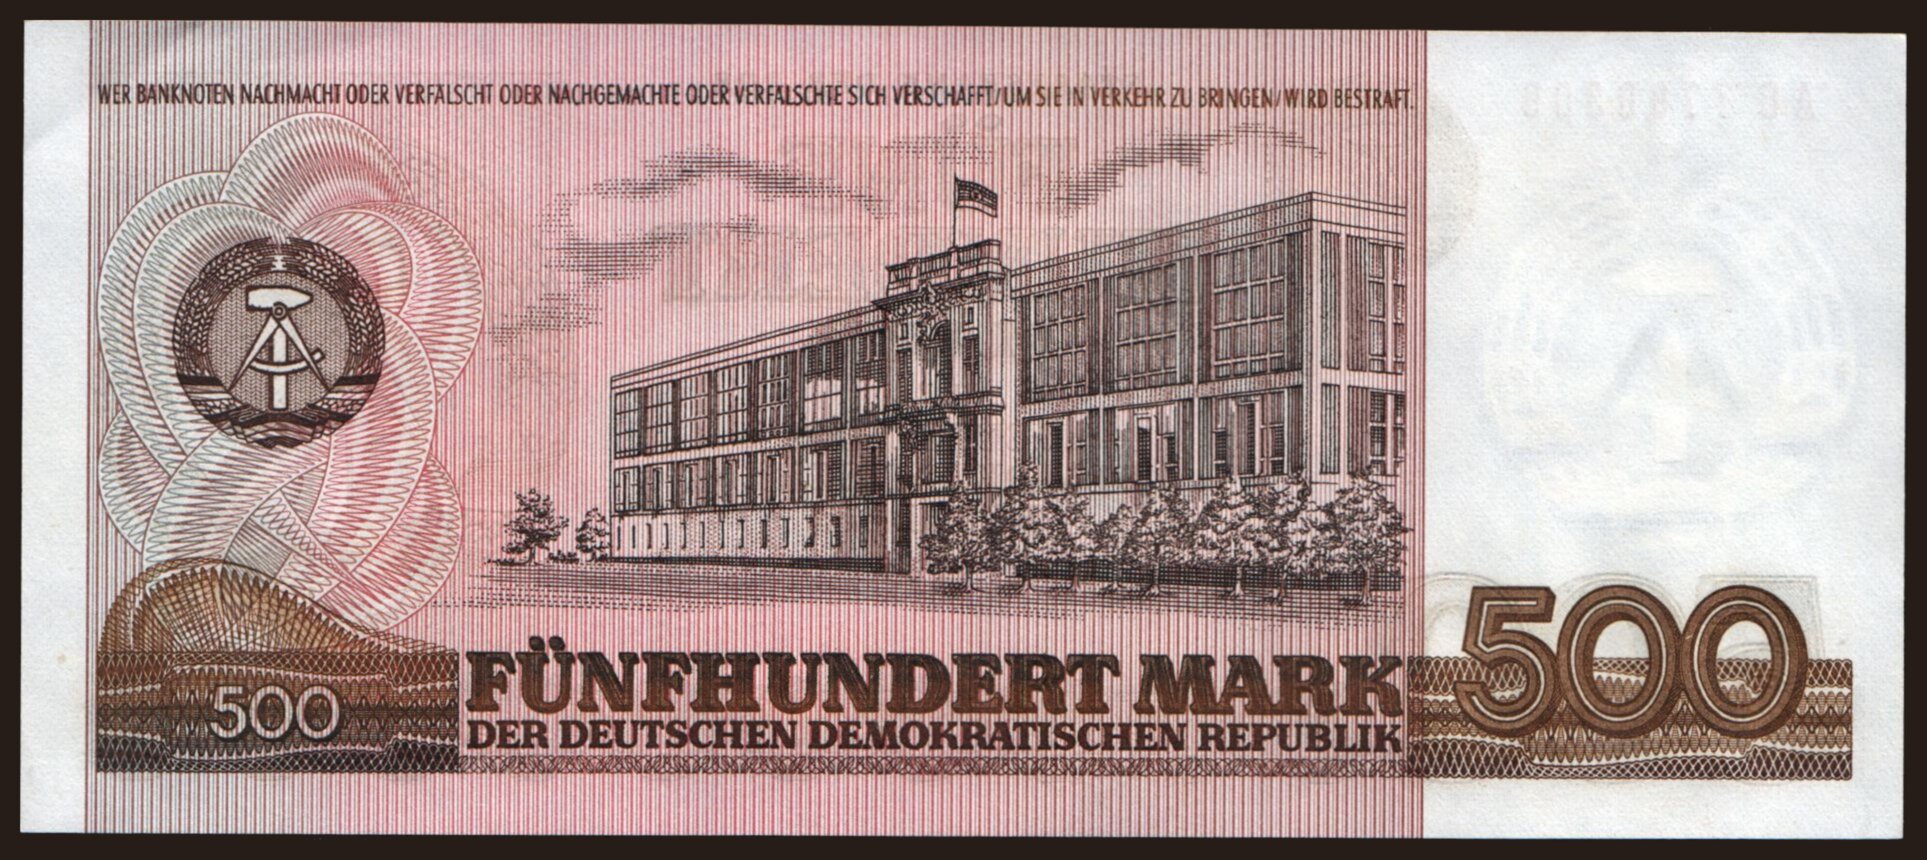 WER BANKNOTEN NACHMACHT ODER VERFÄLSCHT ODER NACHGEMACHTE ODER VERFÄLSCHTE SICH VERSCHAFFT/UM SIE IN VERKEHR ZU BRINGEN/WIRD BESTRAFT.
500
FÜNFHUNDERT MARK
DER DEUTSCHEN DEMOKRATISCHEN REPUBLIK
500